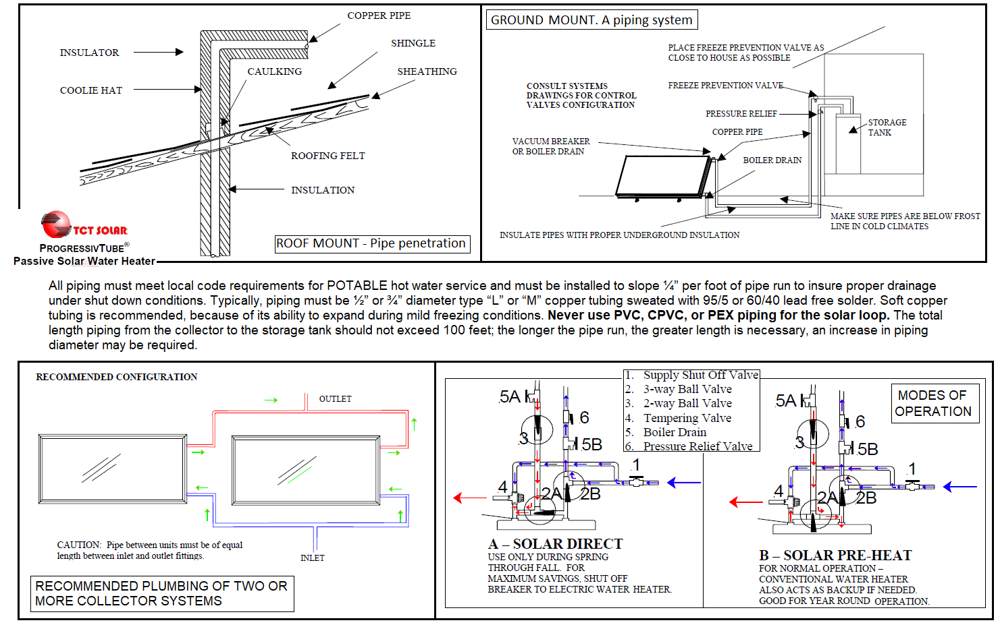 COPPER PIPE
SHINGLE
INSULATOR
CAULKING
SHEATHING
COOLIE HAT
ROOFING FELT
INSULATION
TCT SOLAR
PROGRESSIVTUBE®
Passive Solar Water Heater
ROOF MOUNT - Pipe penetration
GROUND MOUNT. A piping system
PLACE FREEZE PREVENTION VALVE AS
CLOSE TO HOUSE AS POSSIBLE
CONSULT SYSTEMS
DRAWINGS FOR CONTROL
VALVES CONFIGURATION
FREEZE PREVENTION VALVE
PRESSURE RELIEF
STORAGE
TANK
COPPER PIPE
VACUUM BREAKER
OR BOILER DRAIN
BOILER DRAIN
MAKE SURE PIPES ARE BELOW FROST
LINE IN COLD CLIMATES
INSULATE PIPES WITH PROPER UNDERGROUND INSULATION
All piping must meet local code requirements for POTABLE hot water service and must be installed to slope ¼” per foot of pipe run to insure proper drainage
under shut down conditions. Typically, piping must be ½” or ¾” diameter type “L” or “M” copper tubing sweated with 95/5 or 60/40 lead free solder. Soft copper
tubing is recommended, because of its ability to expand during mild freezing conditions. Never use PVC, CPVC, or PEX piping for the solar loop. The total
length piping from the collector to the storage tank should not exceed 100 feet; the longer the pipe run, the greater length is necessary, an increase in piping
diameter may be required.
RECOMMENDED CONFIGURATION
OUTLET
CAUTION: Pipe between units must be of equal
length between inlet and outlet fittings.
INLET
RECOMMENDED PLUMBING OF TWO OR
MORE COLLECTOR SYSTEMS
1. Supply Shut Off Valve
2. 3-way Ball Valve
3. 2-way Ball Valve
4. Tempering Valve
5. Boiler Drain
6. Pressure Relief Valve
MODES OF
OPERATION
5A
6
3
5B
1
4
2A
2B
A – SOLAR DIRECT
USE ONLY DURING SPRING
THROUGH FALL. FOR
MAXIMUM SAVINGS, SHUT OFF
BREAKER TO ELECTRIC WATER HEATER.
5A
6
3
5B
1
4
2A
2B
B – SOLAR PRE-HEAT
FOR NORMAL OPERATION –
CONVENTIONAL WATER HEATER
ALSO ACTS AS BACKUP IF NEEDED.
GOOD FOR YEAR ROUND OPERATION.